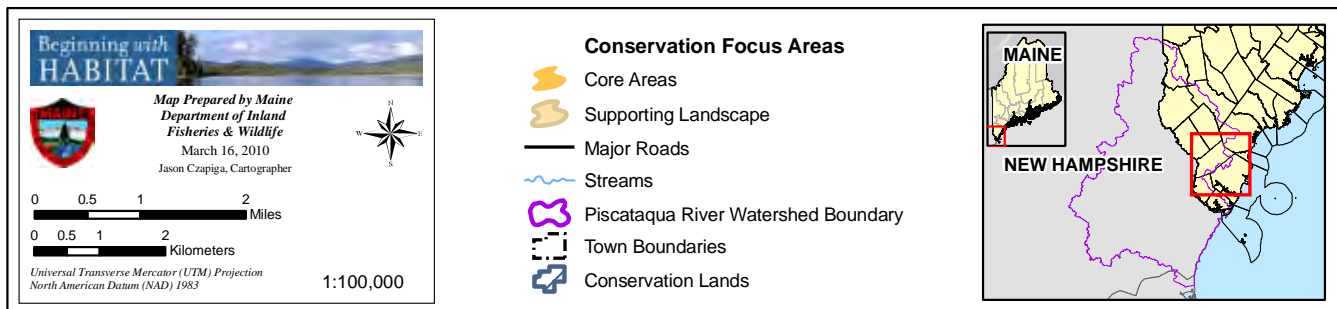 Beginning with
HABITAT
MAINE
Map Prepared by Maine
Department of Inland
Fisheries & Wildlife
March 16, 2010
Jason Czapiga, Cartographer
N
W E
S
0 0.5 1 2
Miles
0 0.5 1 2
Kilometers
Universal Transverse Mercator (UTM) Projection
North American Datum (NAD) 1983
1:100,000
Conservation Focus Areas
Core Areas
Supporting Landscape
Major Roads
Streams
Piscataqua River Watershed Boundary
Town Boundaries
Conservation Lands
MAINE
NEW HAMPSHIRE